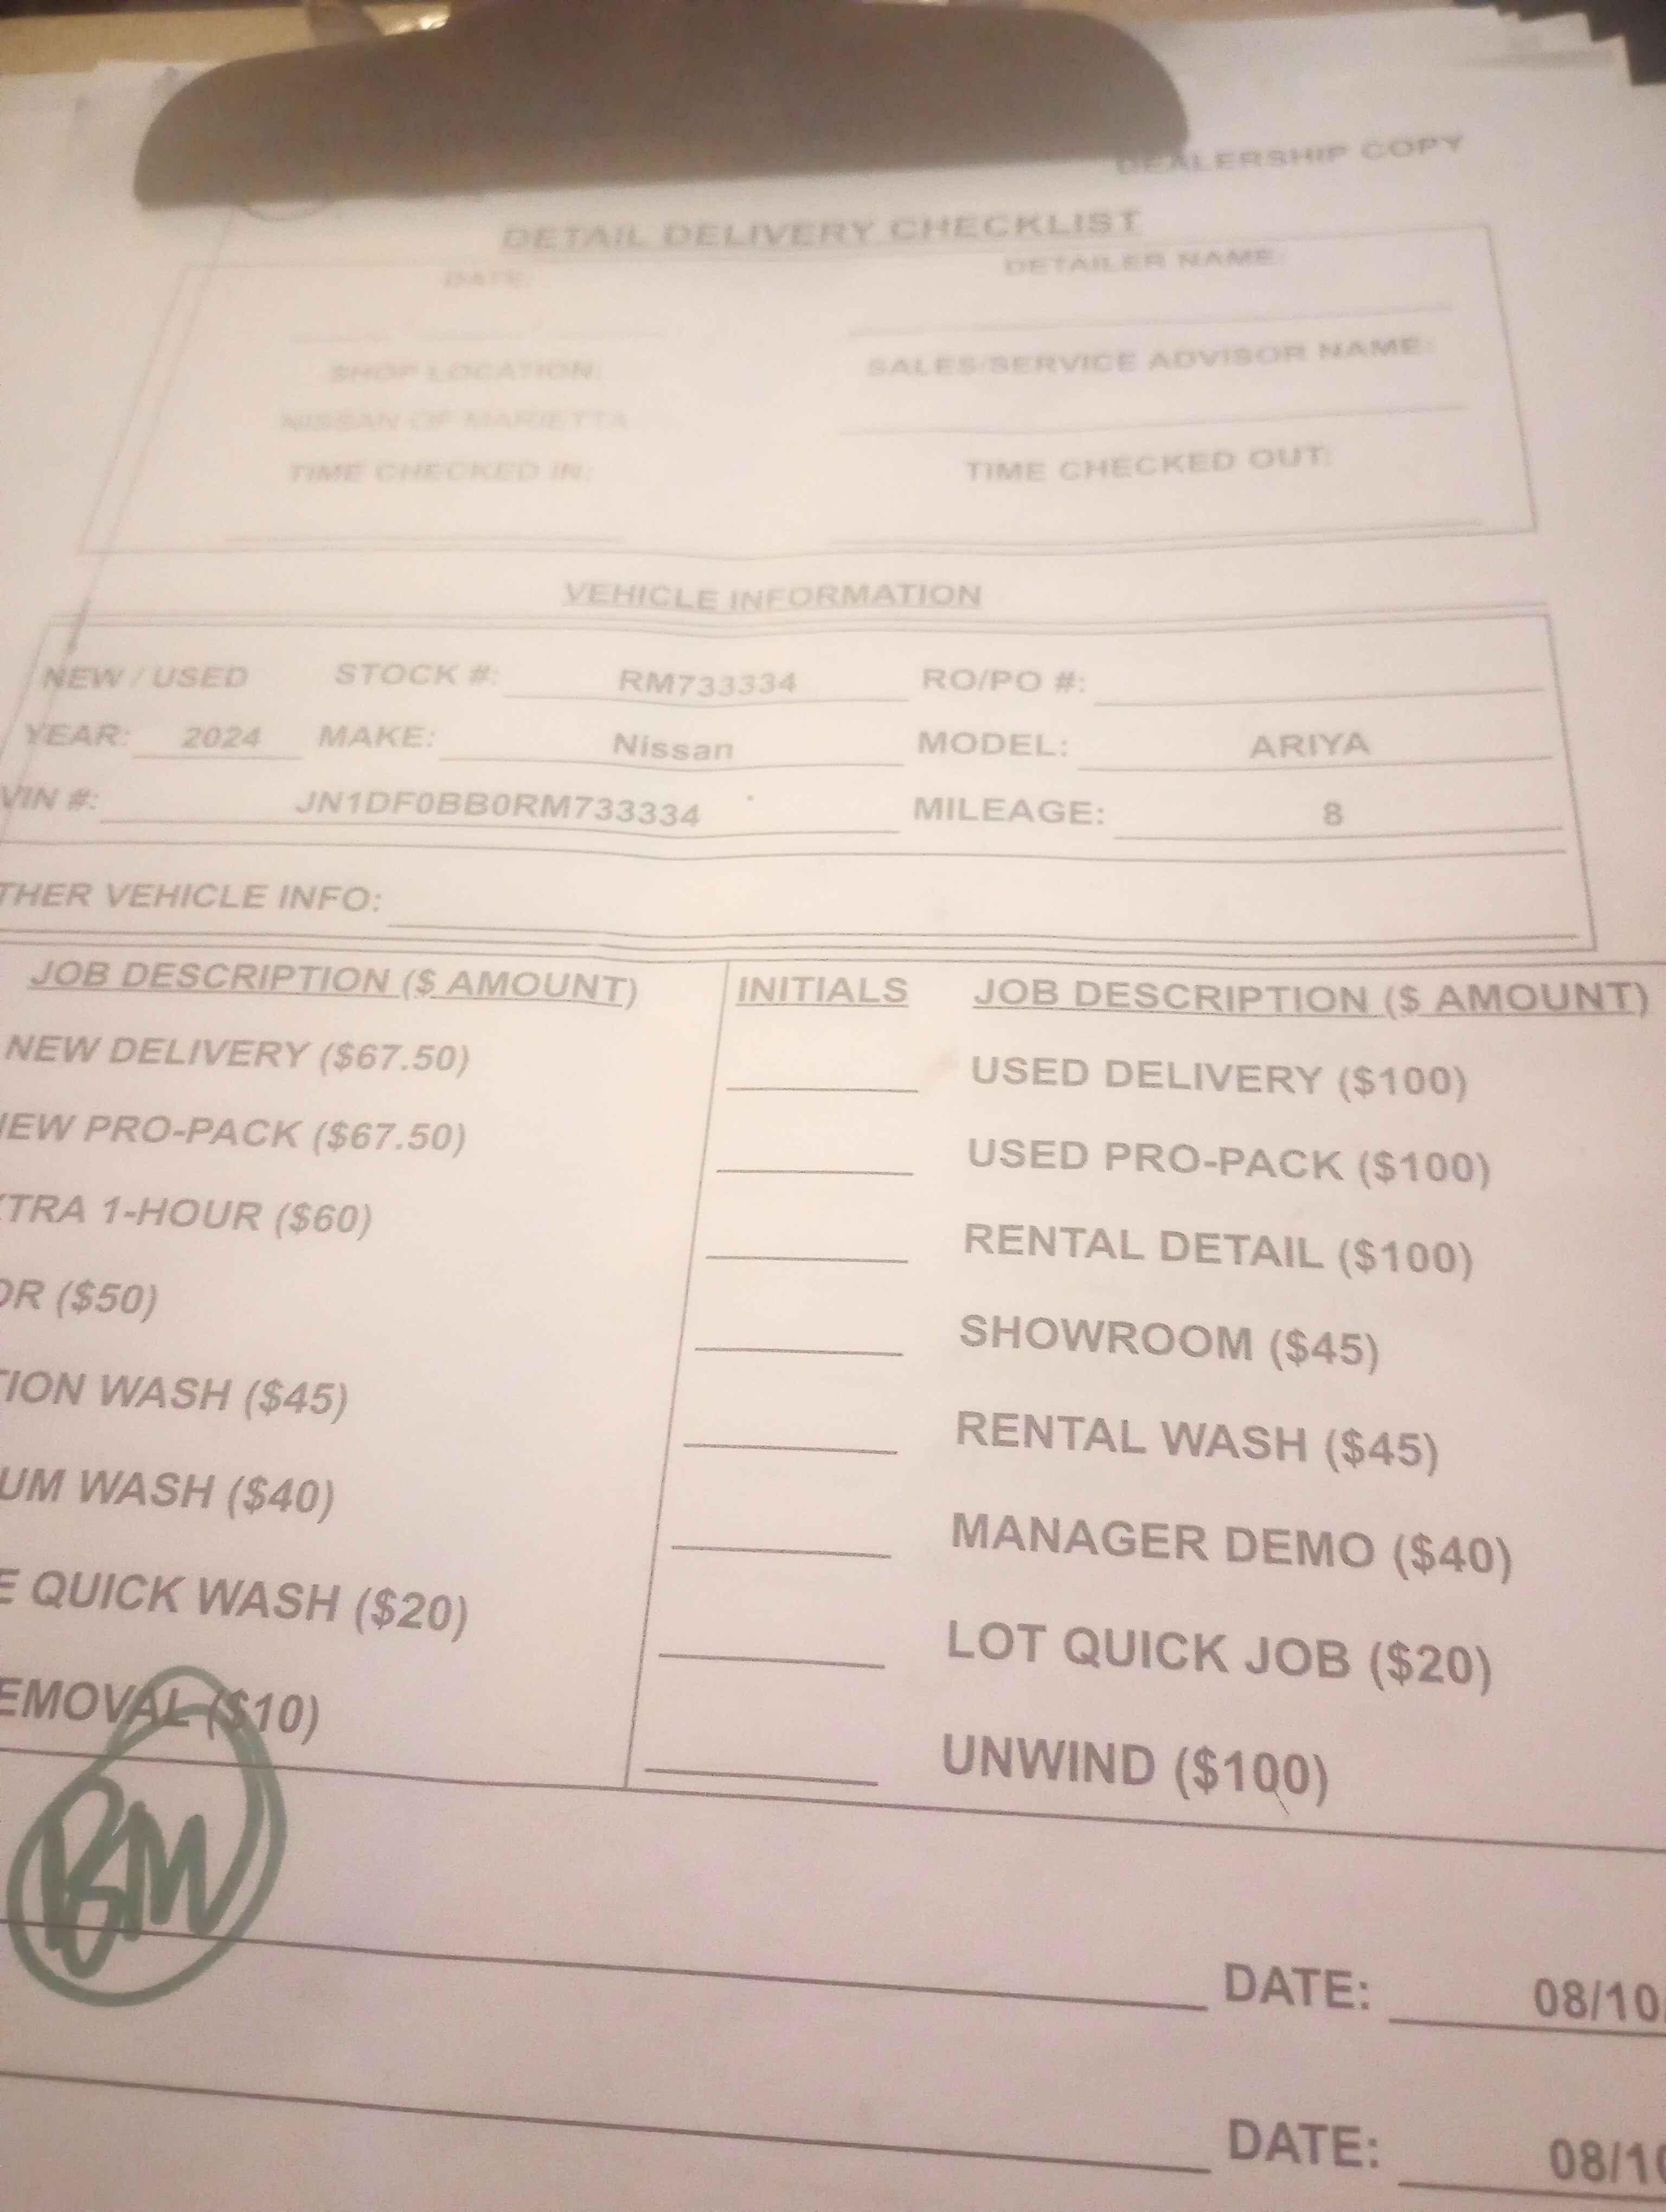 DEALERSHIP COPY
DETAIL DELIVERY CHECKLIST
DATE: DETAILER NAME:
SHOP LOCATION: SALES/SERVICE ADVISOR NAME:
NISSAN OF MARIETTA
TIME CHECKED IN: TIME CHECKED OUT:
VEHICLE INFORMATION
NEW / USED STOCK #: RM733334 RO/PO #:
YEAR: 2024 MAKE: Nissan MODEL: ARIYA
VIN #: JN1DF0BB0RM733334 MILEAGE: 8
THER VEHICLE INFO:
JOB DESCRIPTION ($ AMOUNT) INITIALS JOB DESCRIPTION ($ AMOUNT)
NEW DELIVERY ($67.50) USED DELIVERY ($100)
EW PRO-PACK ($67.50) USED PRO-PACK ($100)
TRA 1-HOUR ($60) RENTAL DETAIL ($100)
OR ($50) SHOWROOM ($45)
TION WASH ($45) RENTAL WASH ($45)
UM WASH ($40) MANAGER DEMO ($40)
E QUICK WASH ($20) LOT QUICK JOB ($20)
EMOVAL ($10) UNWIND ($100)
BM
DATE: 08/10
DATE: 08/10